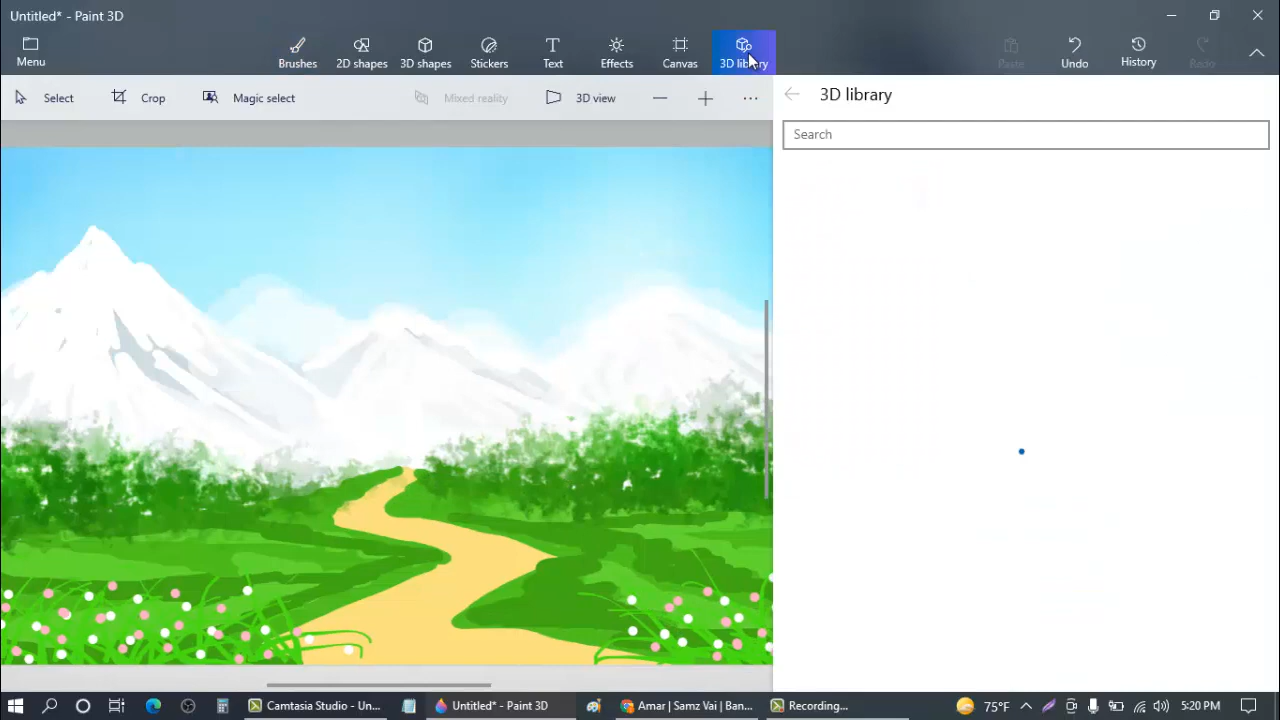 Untitled* - Paint 3D
Menu
Brushes
2D shapes
3D shapes
Stickers
Text
Effects
Canvas
3D library
Paste
Undo
History
Redo
Select
Crop
Magic select
Mixed reality
3D view
3D library
Search
Camtasia Studio - Un...
Untitled* - Paint 3D
Amar | Samz Vai | Ban...
Recording...
75°F
5:20 PM